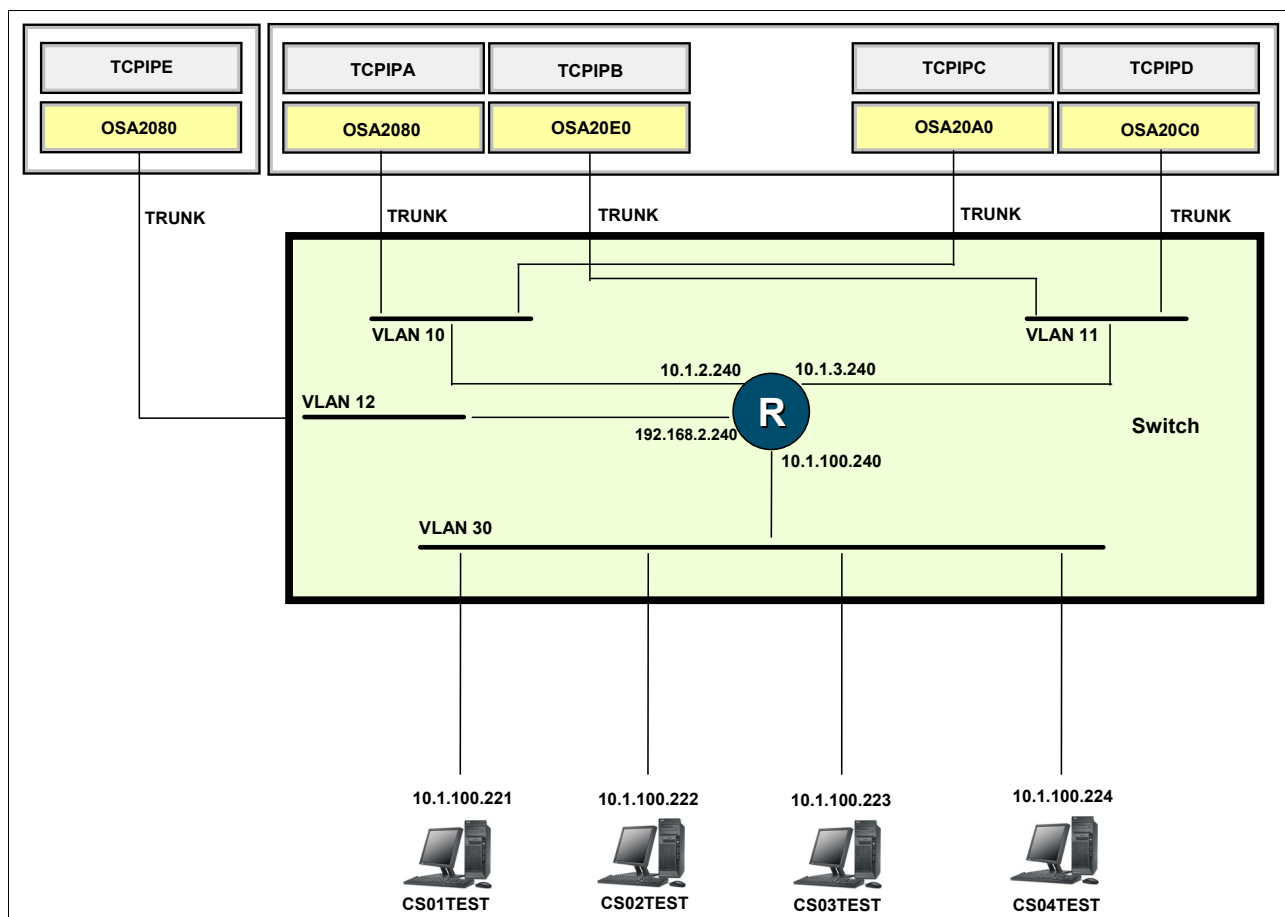 TCPIPE
TCPIPA
TCPIPB
TCPIPC
TCPIPD
OSA2080
OSA2080
OSA20E0
OSA20A0
OSA20C0
TRUNK
TRUNK
TRUNK
TRUNK
TRUNK
VLAN 10
VLAN 11
10.1.2.240
10.1.3.240
VLAN 12
R
Switch
192.168.2.240
10.1.100.240
VLAN 30
10.1.100.221
10.1.100.222
10.1.100.223
10.1.100.224
CS01TEST
CS02TEST
CS03TEST
CS04TEST